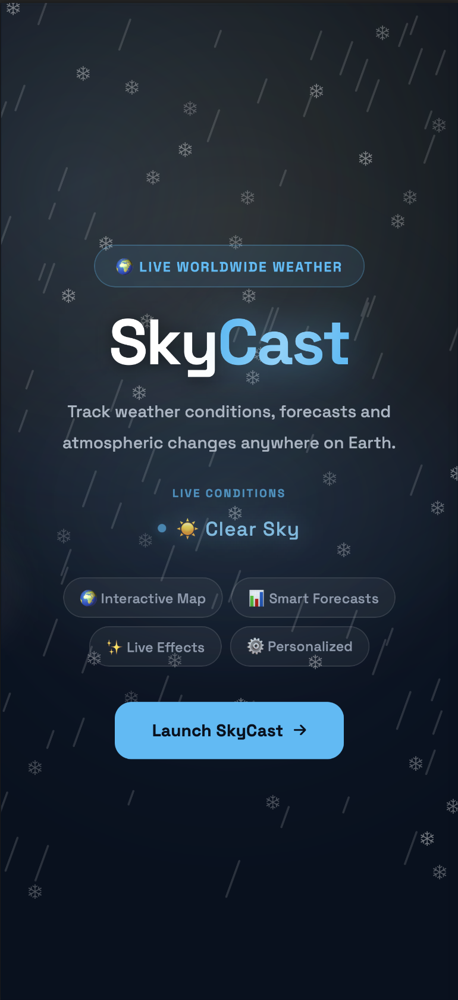 LIVE WORLDWIDE WEATHER
SkyCast
Track weather conditions, forecasts and
atmospheric changes anywhere on Earth.
LIVE CONDITIONS
Clear Sky
Interactive Map
Smart Forecasts
Live Effects
Personalized
Launch SkyCast →